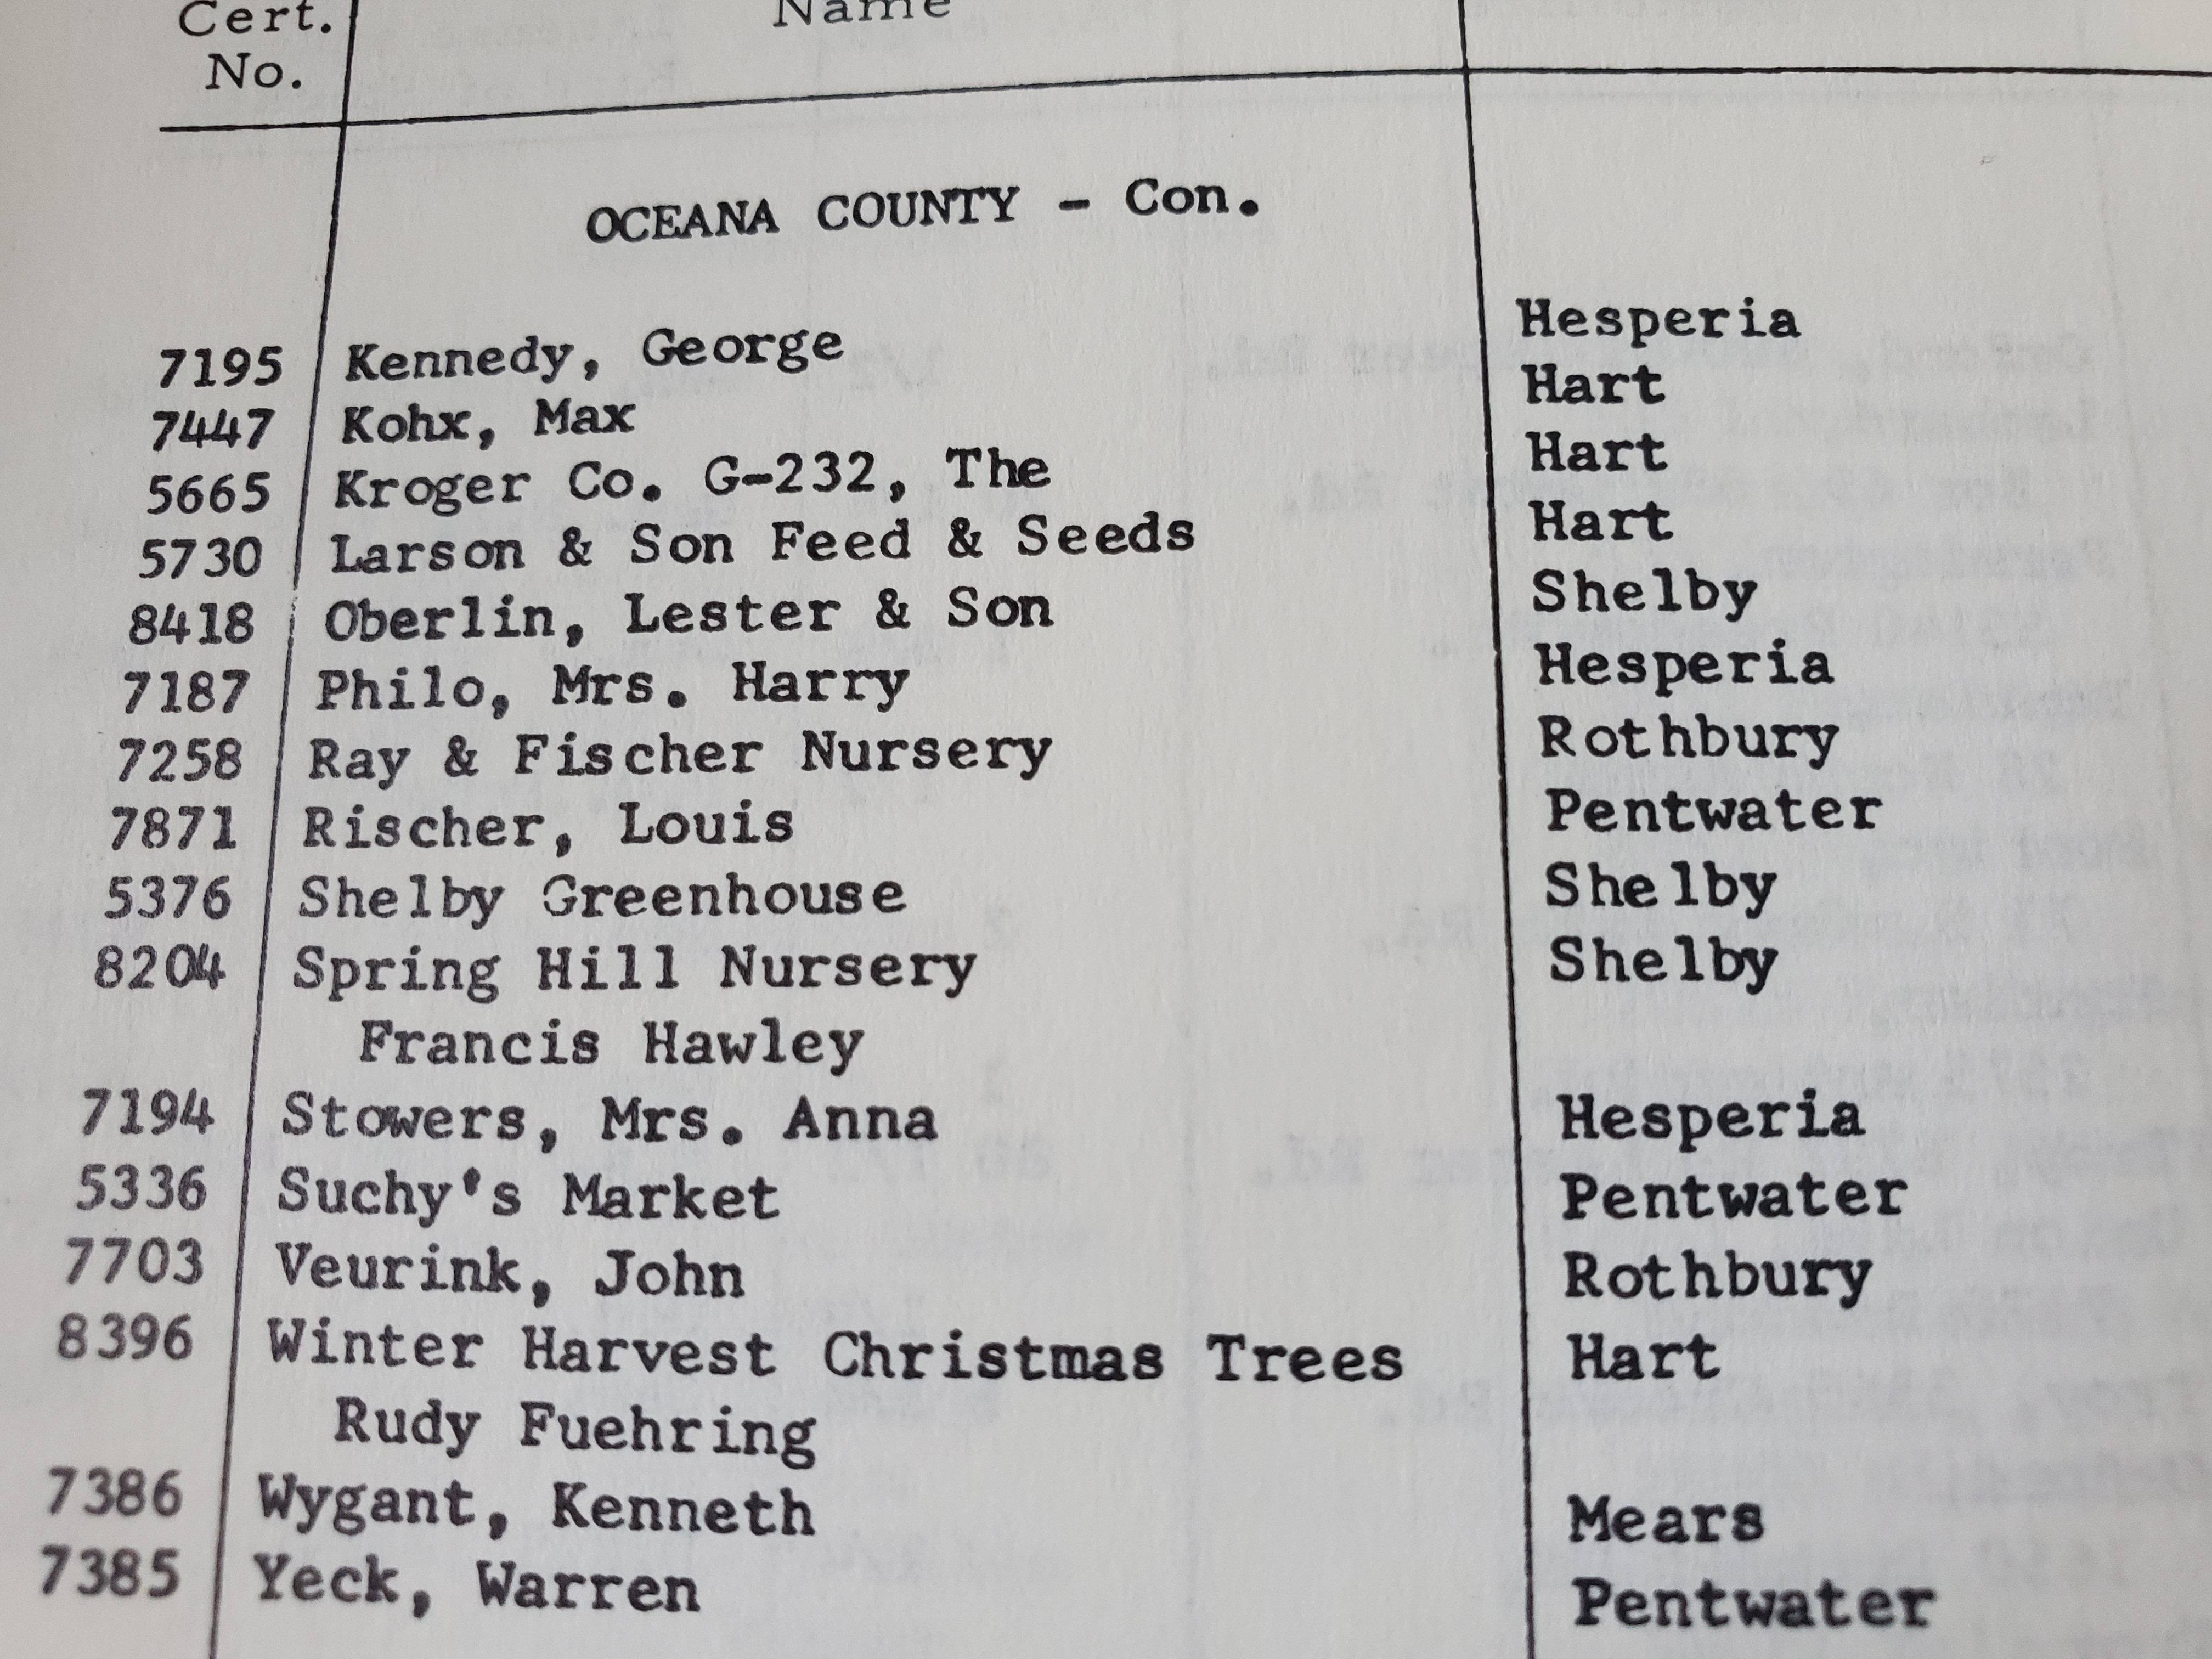 Cert. Name
No.
OCEANA COUNTY - Con.
7195 Kennedy, George Hesperia
7447 Kohx, Max Hart
5665 Kroger Co. G-232, The Hart
5730 Larson & Son Feed & Seeds Hart
8418 Oberlin, Lester & Son Shelby
7187 Philo, Mrs. Harry Hesperia
7258 Ray & Fischer Nursery Rothbury
7871 Rischer, Louis Pentwater
5376 Shelby Greenhouse Shelby
8204 Spring Hill Nursery Shelby
Francis Hawley
7194 Stowers, Mrs. Anna Hesperia
5336 Suchy's Market Pentwater
7703 Veurink, John Rothbury
8396 Winter Harvest Christmas Trees Hart
Rudy Fuehring
7386 Wygant, Kenneth Mears
7385 Yeck, Warren Pentwater